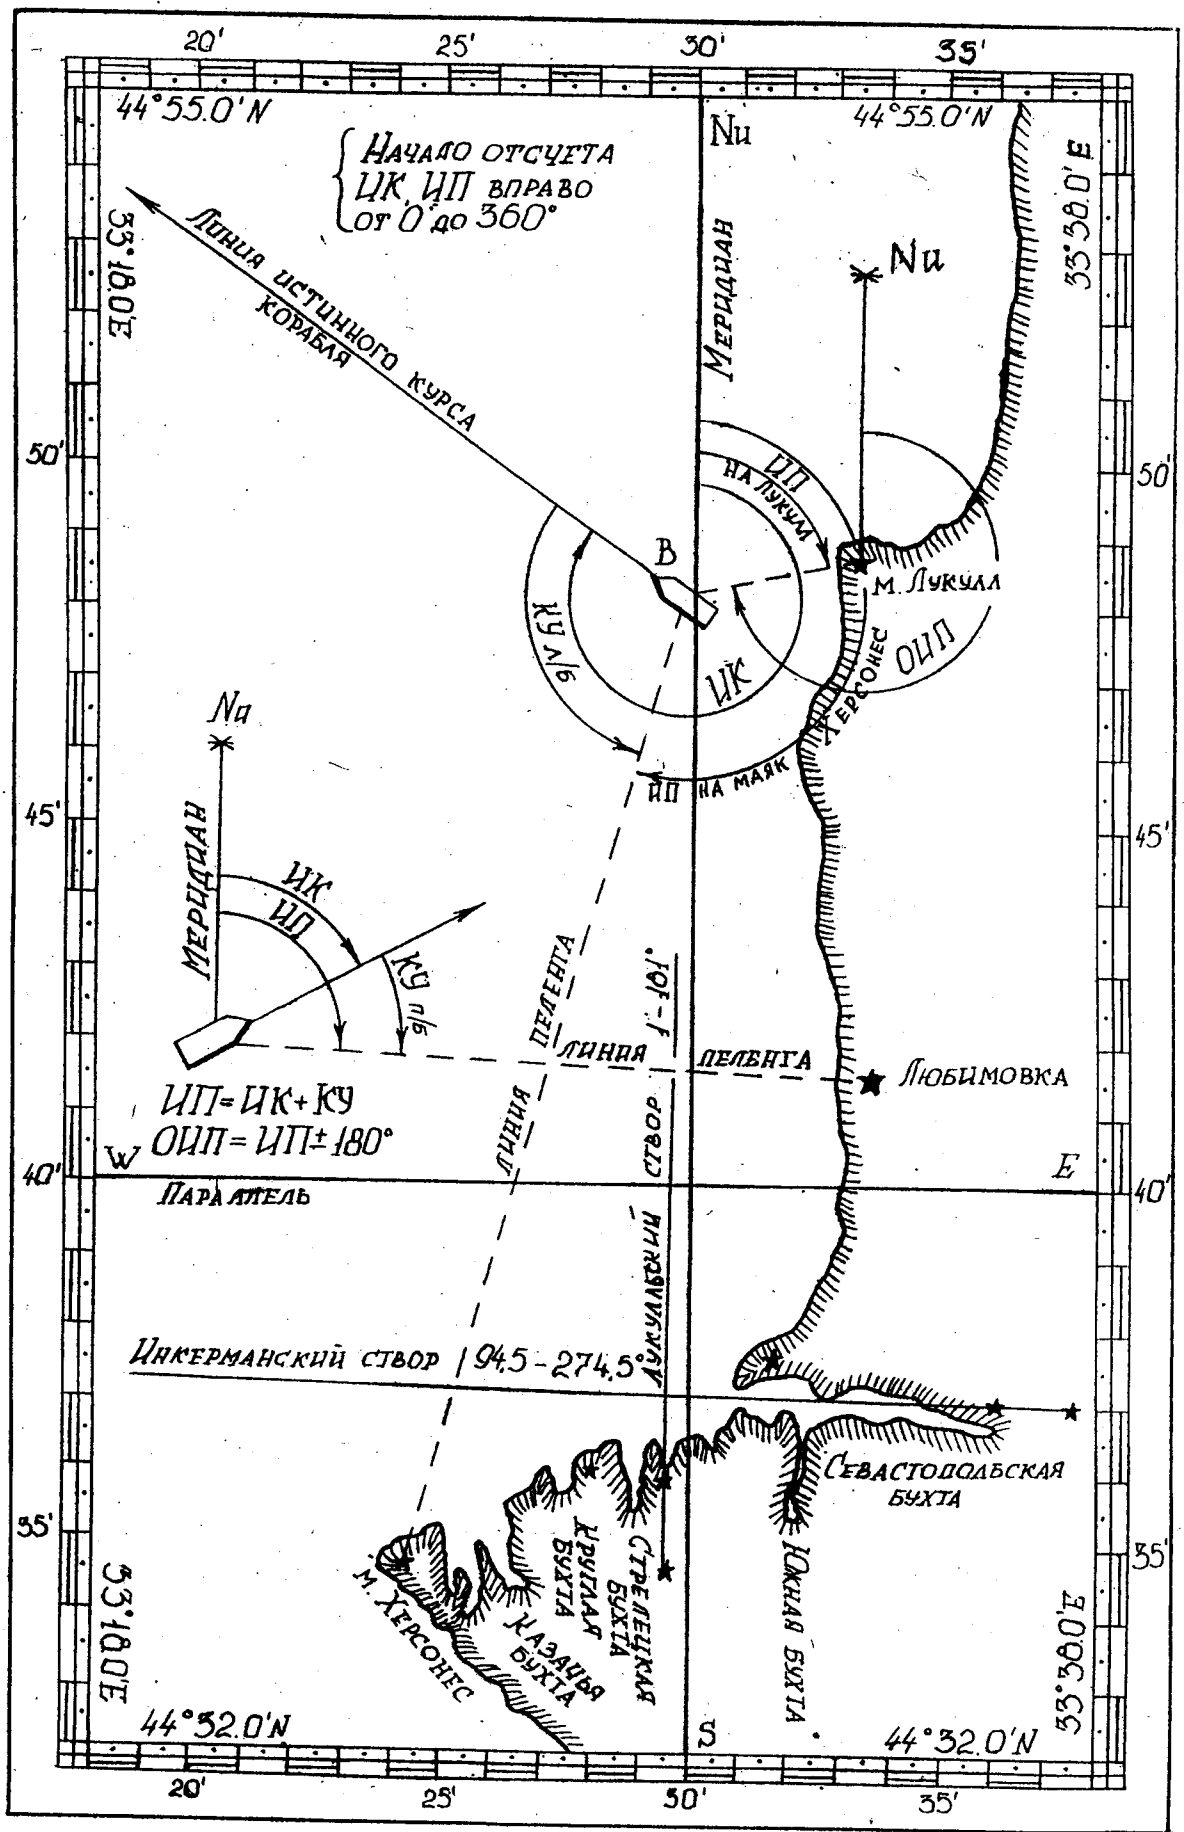 20' 25' 30' 35'
44°55.0'N
44°55.0'N
33°18.0'E
33°38.0'E
НАЧАЛО ОТСЧЕТА
ИК, ИП ВПРАВО
ОТ 0° ДО 360°
Nи
Nи
МЕРИДИАН
ЛИНИЯ ИСТИННОГО КУРСА
КОРАБЛЯ
50'
50'
ИП
НА ЛУКУЛЛ
В
М. ЛУКУЛЛ
КУ л/б
ИК
ОИП
ИП НА МАЯК ХЕРСОНЕС
Nи
МЕРИДИАН
45'
45'
ИК
ИП
КУ п/б
ЛИНИЯ ПЕЛЕНГА
ЛИНИЯ ПЕЛЕНГА
ЛЮБИМОВКА
ИП=ИК+КУ
ОИП=ИП±180°
W
E
40'
40'
ПАРАЛЛЕЛЬ
ЛУКУЛЛЬСКИЙ СТВОР 1°-181°
ИНКЕРМАНСКИЙ СТВОР 94,5-274,5°
СЕВАСТОПОЛЬСКАЯ
БУХТА
35'
35'
М. ХЕРСОНЕС
КАЗАЧЬЯ
БУХТА
КРУГЛАЯ
БУХТА
СТРЕЛЕЦКАЯ
БУХТА
ЮЖНАЯ БУХТА
33°18.0'E
33°38.0'E
44°32.0'N
S
44°32.0'N
20' 25' 30' 35'